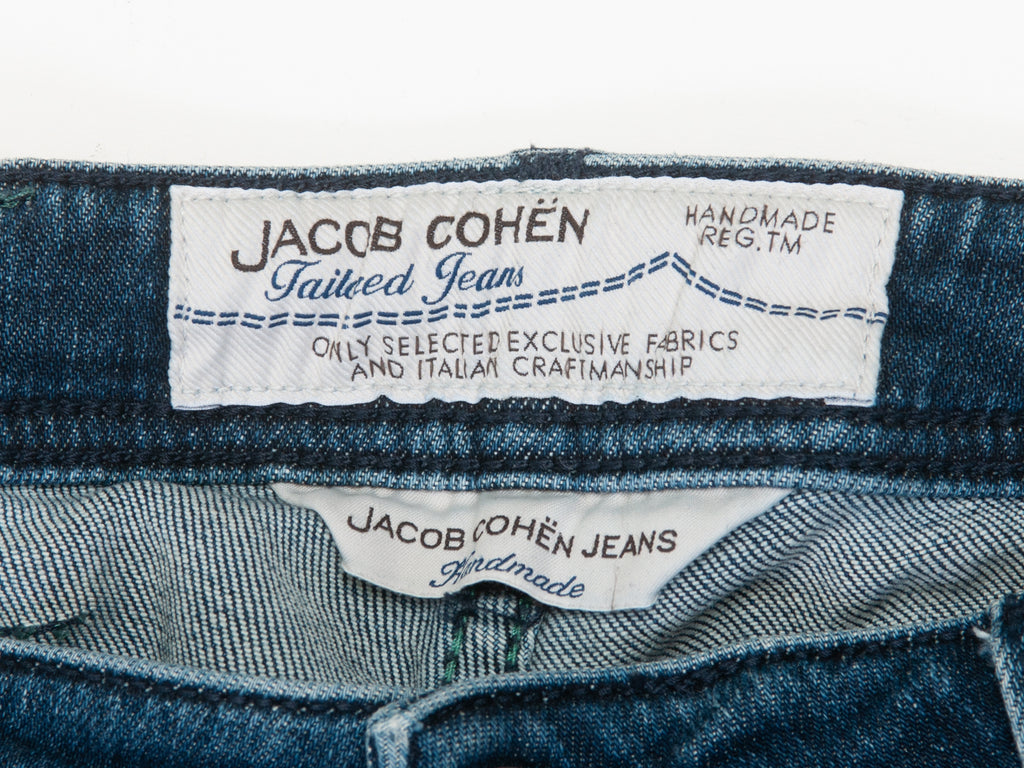 JACOB COHËN
HANDMADE
REG.TM
Tailored Jeans
ONLY SELECTED EXCLUSIVE FABRICS
AND ITALIAN CRAFTMANSHIP
JACOB COHËN JEANS
Handmade